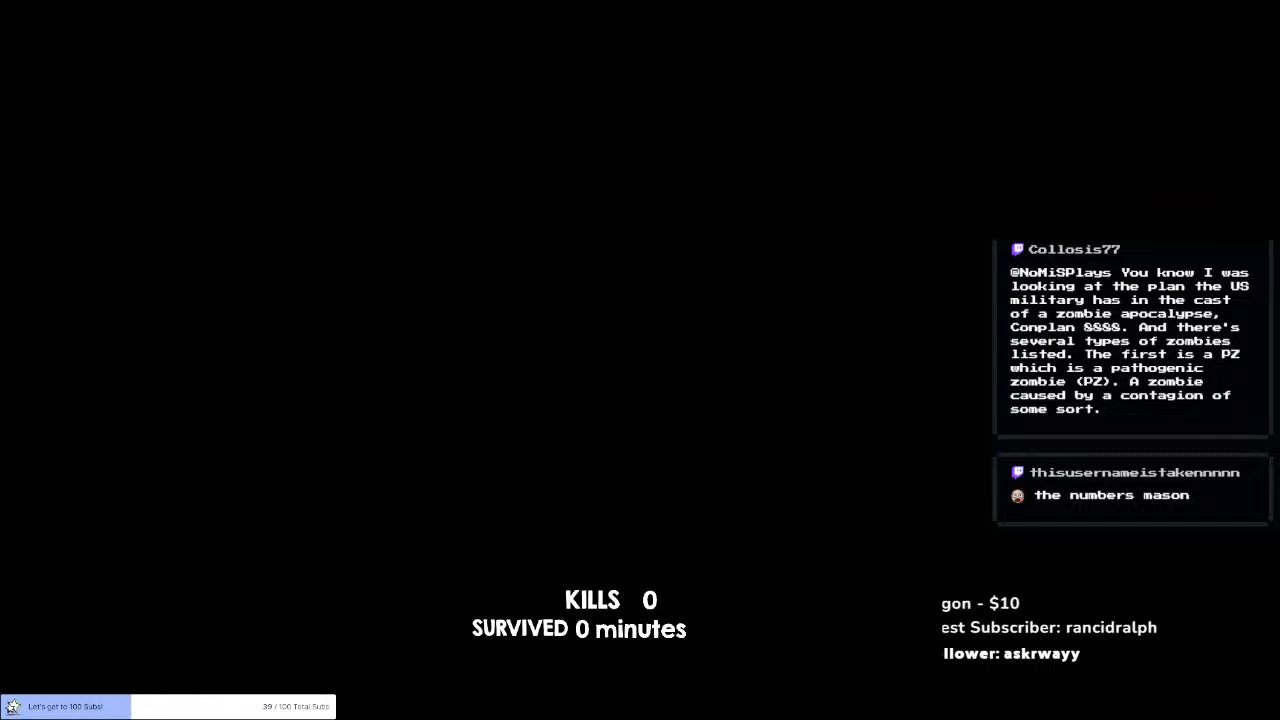 Collosis77
@NoMiSPlays You know I was
looking at the plan the US
military has in the cast
of a zombie apocalypse,
Conplan 8888. And there's
several types of zombies
listed. The first is a PZ
which is a pathogenic
zombie (PZ). A zombie
caused by a contagion of
some sort.
thisusernameistakennnnn
the numbers mason
KILLS 0
SURVIVED 0 minutes
gon - $10
est Subscriber: rancidralph
llower: askrwayy
Let's get to 100 Subs!
39 / 100 Total Subs